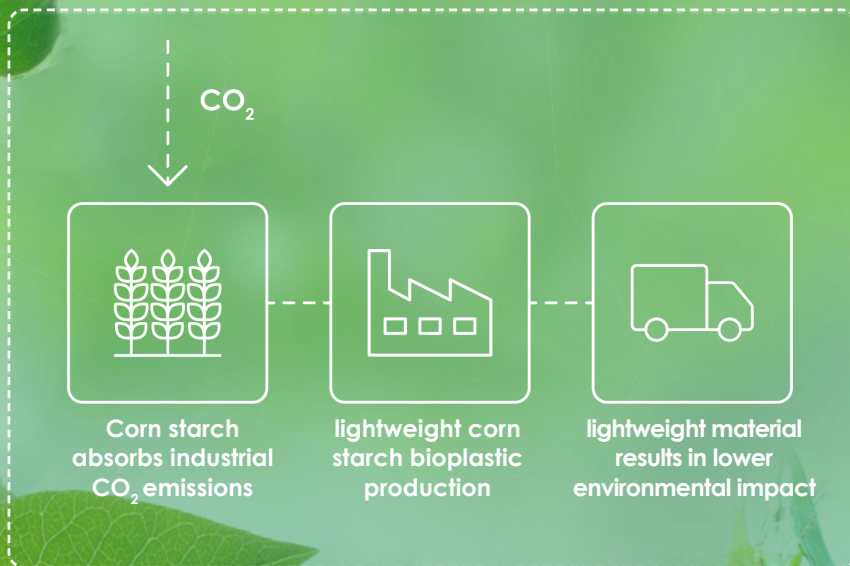 CO₂
Corn starch
absorbs industrial
CO₂ emissions
lightweight corn
starch bioplastic
production
lightweight material
results in lower
environmental impact